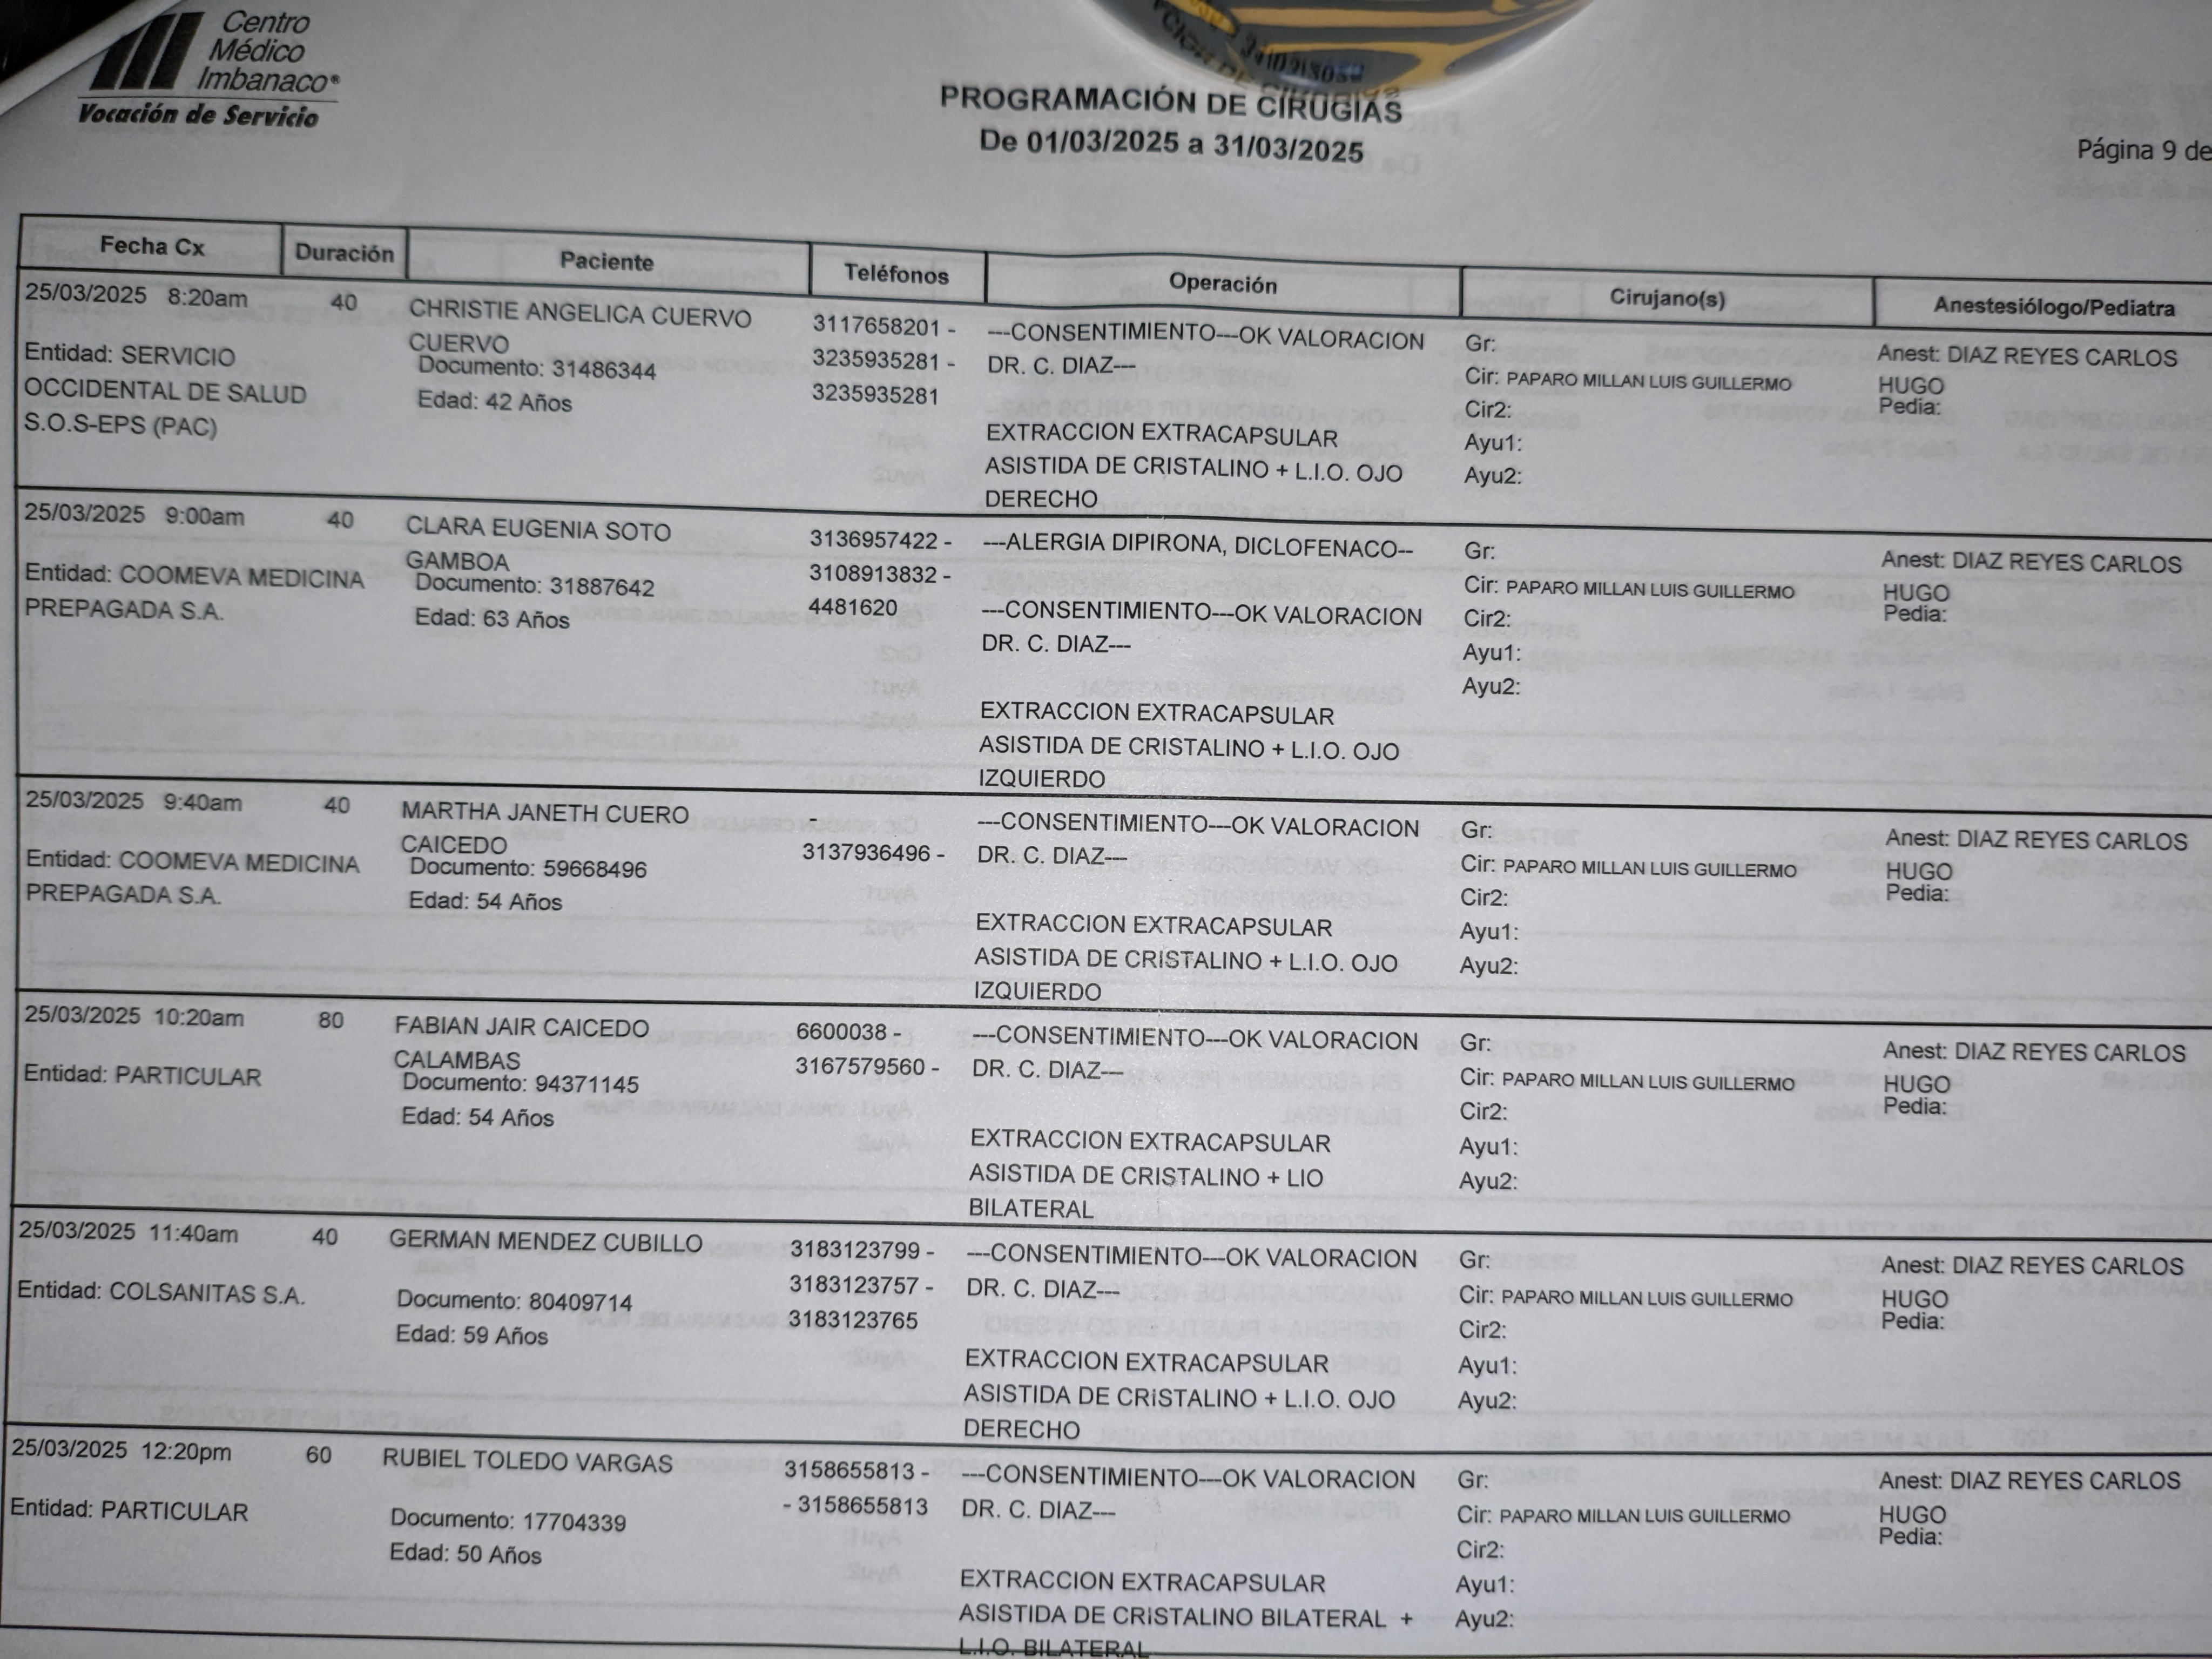 Centro
Médico
Imbanaco
Vocación de Servicio
PROGRAMACIÓN DE CIRUGIAS
De 01/03/2025 a 31/03/2025
Página 9 de
Fecha Cx Duración Paciente Teléfonos Operación Cirujano(s) Anestesiólogo/Pediatra
25/03/2025 8:20am 40
Entidad: SERVICIO
OCCIDENTAL DE SALUD
S.O.S-EPS (PAC)
CHRISTIE ANGELICA CUERVO
CUERVO
Documento: 31486344
Edad: 42 Años
3117658201 -
3235935281 -
3235935281
---CONSENTIMIENTO---OK VALORACION
DR. C. DIAZ---
EXTRACCION EXTRACAPSULAR
ASISTIDA DE CRISTALINO + L.I.O. OJO
DERECHO
Gr:
Cir: PAPARO MILLAN LUIS GUILLERMO
Cir2:
Ayu1:
Ayu2:
Anest: DIAZ REYES CARLOS
HUGO
Pedia:
25/03/2025 9:00am 40
Entidad: COOMEVA MEDICINA
PREPAGADA S.A.
CLARA EUGENIA SOTO
GAMBOA
Documento: 31887642
Edad: 63 Años
3136957422 -
3108913832 -
4481620
---ALERGIA DIPIRONA, DICLOFENACO--
---CONSENTIMIENTO---OK VALORACION
DR. C. DIAZ---
EXTRACCION EXTRACAPSULAR
ASISTIDA DE CRISTALINO + L.I.O. OJO
IZQUIERDO
Gr:
Cir: PAPARO MILLAN LUIS GUILLERMO
Cir2:
Ayu1:
Ayu2:
Anest: DIAZ REYES CARLOS
HUGO
Pedia:
25/03/2025 9:40am 40
Entidad: COOMEVA MEDICINA
PREPAGADA S.A.
MARTHA JANETH CUERO
CAICEDO
Documento: 59668496
Edad: 54 Años
-
3137936496 -
---CONSENTIMIENTO---OK VALORACION
DR. C. DIAZ---
EXTRACCION EXTRACAPSULAR
ASISTIDA DE CRISTALINO + L.I.O. OJO
IZQUIERDO
Gr:
Cir: PAPARO MILLAN LUIS GUILLERMO
Cir2:
Ayu1:
Ayu2:
Anest: DIAZ REYES CARLOS
HUGO
Pedia:
25/03/2025 10:20am 80
Entidad: PARTICULAR
FABIAN JAIR CAICEDO
CALAMBAS
Documento: 94371145
Edad: 54 Años
6600038 -
3167579560 -
---CONSENTIMIENTO---OK VALORACION
DR. C. DIAZ---
EXTRACCION EXTRACAPSULAR
ASISTIDA DE CRISTALINO + LIO
BILATERAL
Gr:
Cir: PAPARO MILLAN LUIS GUILLERMO
Cir2:
Ayu1:
Ayu2:
Anest: DIAZ REYES CARLOS
HUGO
Pedia:
25/03/2025 11:40am 40
Entidad: COLSANITAS S.A.
GERMAN MENDEZ CUBILLO
Documento: 80409714
Edad: 59 Años
3183123799 -
3183123757 -
3183123765
---CONSENTIMIENTO---OK VALORACION
DR. C. DIAZ---
EXTRACCION EXTRACAPSULAR
ASISTIDA DE CRISTALINO + L.I.O. OJO
DERECHO
Gr:
Cir: PAPARO MILLAN LUIS GUILLERMO
Cir2:
Ayu1:
Ayu2:
Anest: DIAZ REYES CARLOS
HUGO
Pedia:
25/03/2025 12:20pm 60
Entidad: PARTICULAR
RUBIEL TOLEDO VARGAS
Documento: 17704339
Edad: 50 Años
3158655813 -
- 3158655813
---CONSENTIMIENTO---OK VALORACION
DR. C. DIAZ---
EXTRACCION EXTRACAPSULAR
ASISTIDA DE CRISTALINO BILATERAL +
L.I.O. BILATERAL
Gr:
Cir: PAPARO MILLAN LUIS GUILLERMO
Cir2:
Ayu1:
Ayu2:
Anest: DIAZ REYES CARLOS
HUGO
Pedia: